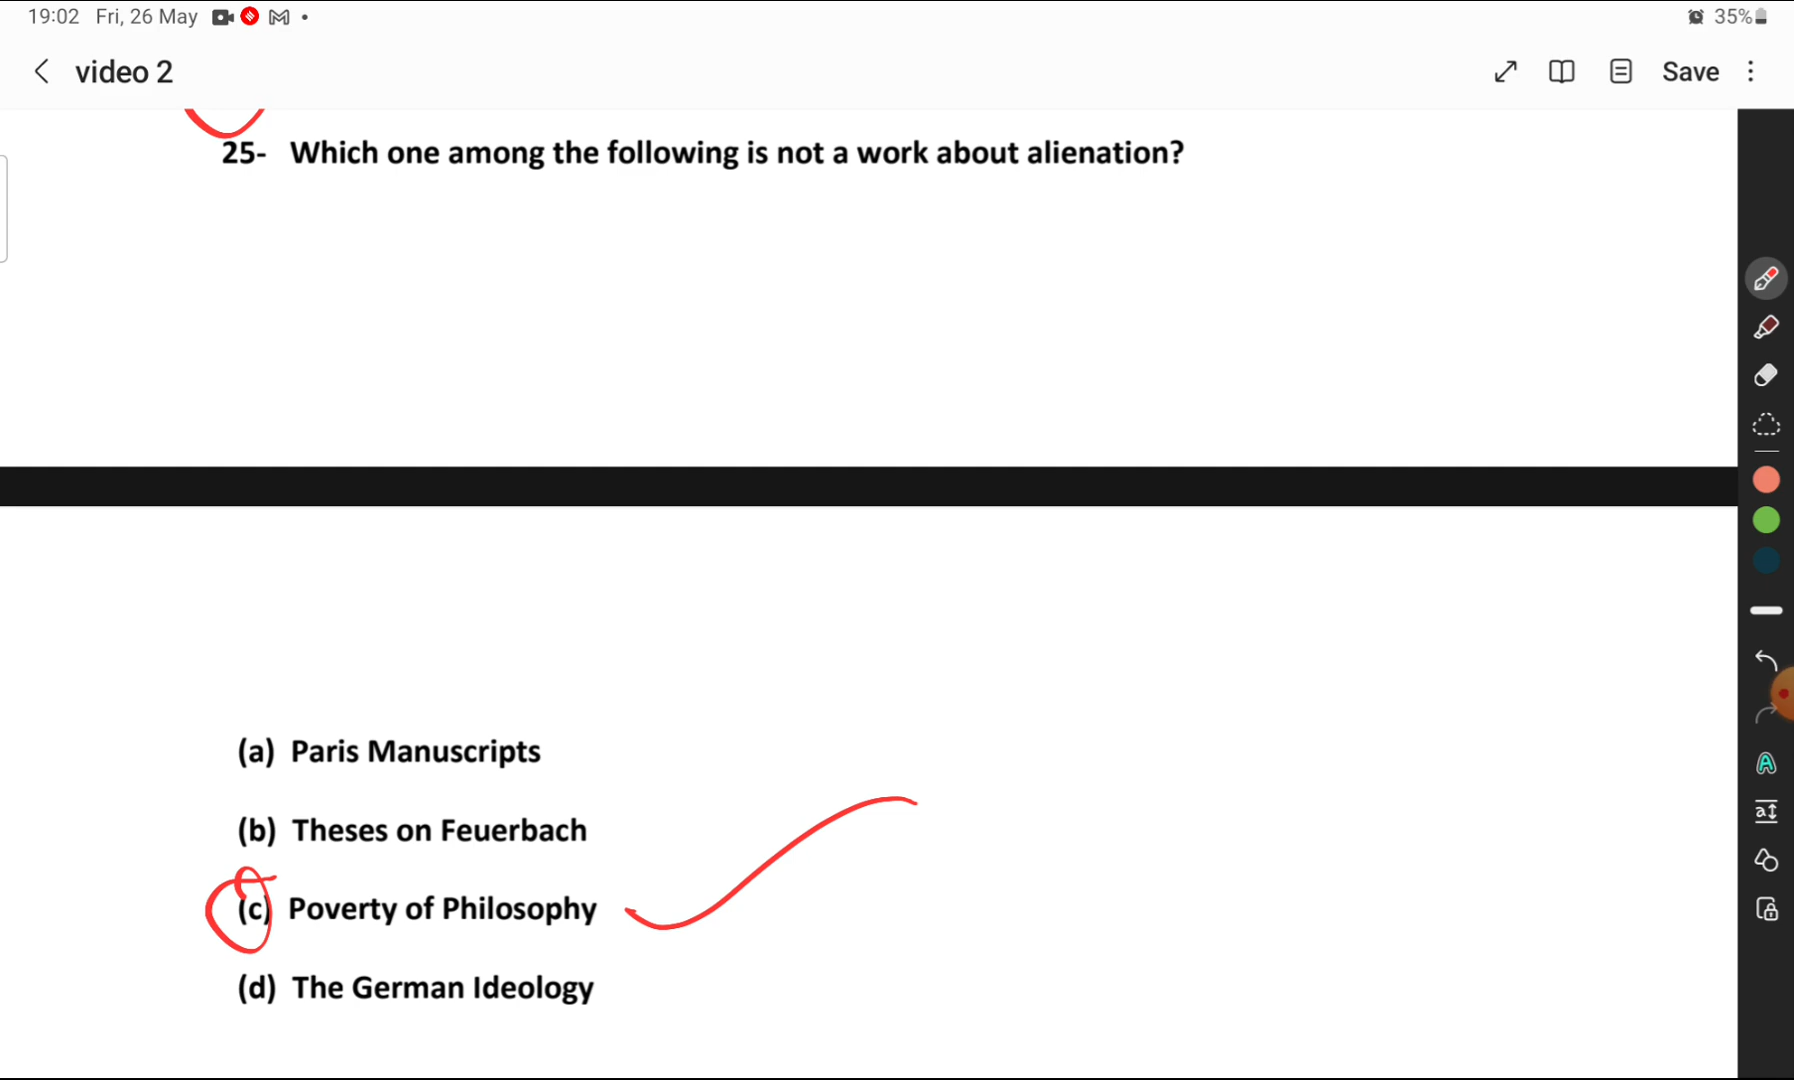 19:02 Fri, 26 May 35%
video 2 Save
25- Which one among the following is not a work about alienation?
(a) Paris Manuscripts
(b) Theses on Feuerbach
(c) Poverty of Philosophy
(d) The German Ideology